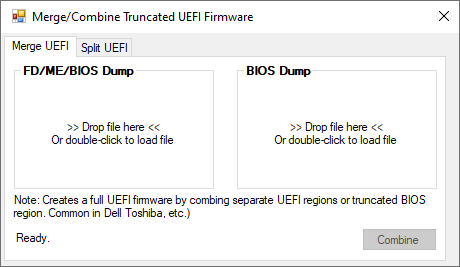 Merge/Combine Truncated UEFI Firmware
Merge UEFI
Split UEFI
FD/ME/BIOS Dump
>> Drop file here <<
Or double-click to load file
BIOS Dump
>> Drop file here <<
Or double-click to load file
Note: Creates a full UEFI firmware by combing separate UEFI regions or truncated BIOS
region. Common in Dell Toshiba, etc.)
Ready.
Combine